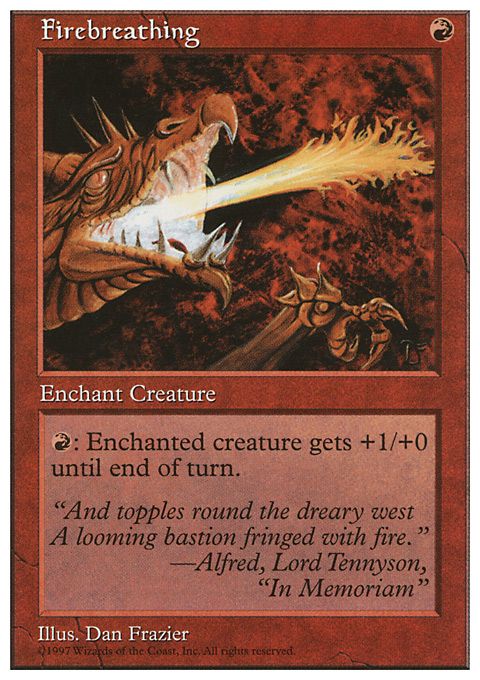 Firebreathing
Enchant Creature
: Enchanted creature gets +1/+0
until end of turn.
“And topples round the dreary west
A looming bastion fringed with fire.”
—Alfred, Lord Tennyson,
“In Memoriam”
Illus. Dan Frazier
©1997 Wizards of the Coast, Inc. All rights reserved.